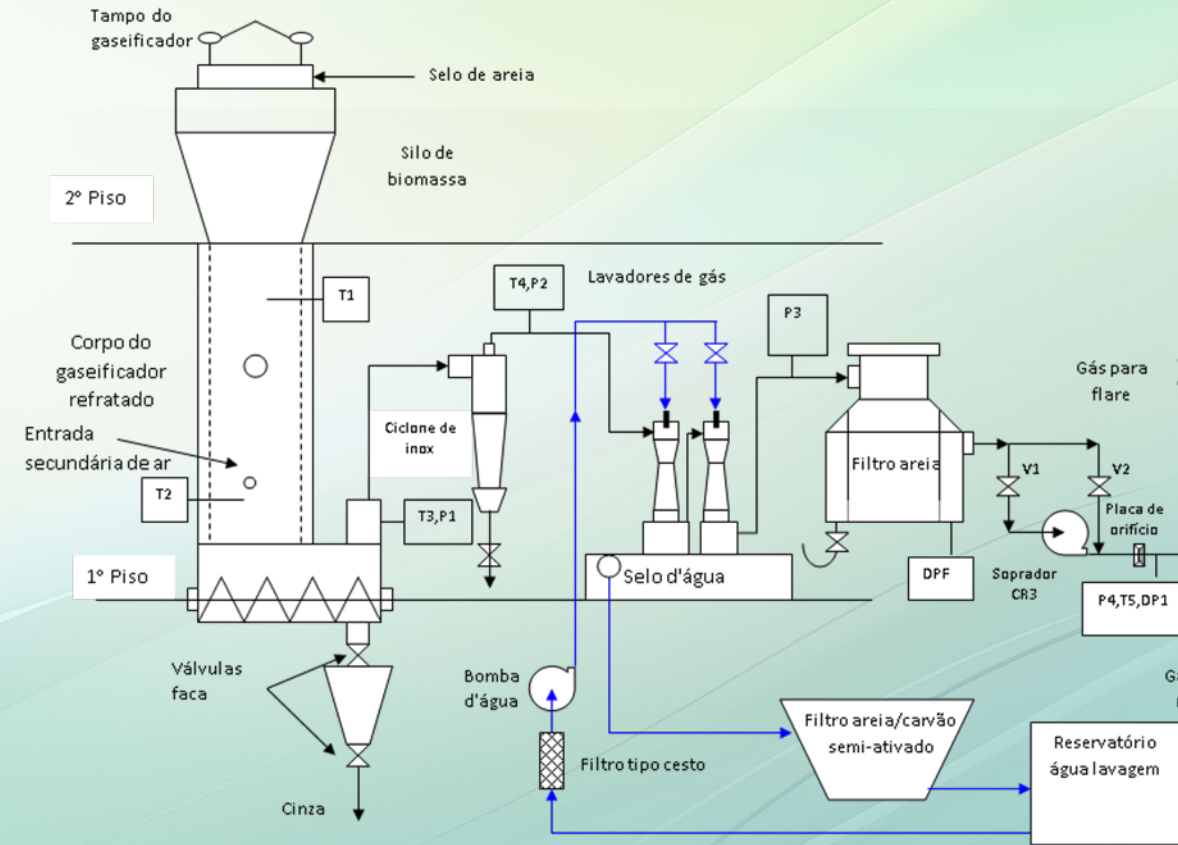 Tampo do
gaseificador
Selo de areia
Silo de
biomassa
2° Piso
T1
T4,P2
Lavadores de gás
P3
Corpo do
gaseificador
refratado
Entrada
secundária de ar
T2
Ciclone de
inox
T3,P1
Filtro areia
Gás para
flare
V1
V2
Placa de
orifício
1° Piso
Selo d'água
DPF
Soprador
CR3
P4,T5,DP1
Válvulas
faca
Bomba
d'água
Filtro tipo cesto
Filtro areia/carvão
semi-ativado
Reservatório
água lavagem
Cinza